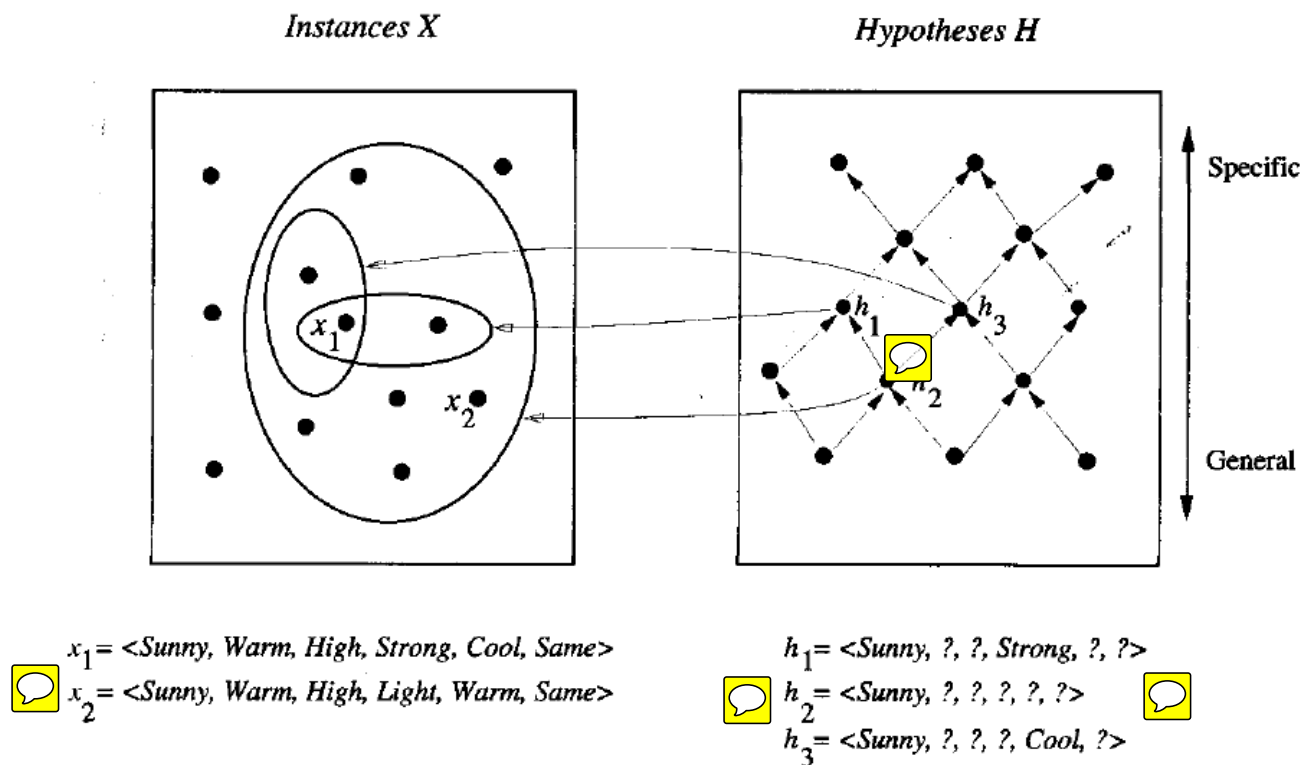 Instances X
Hypotheses H
Specific
x1
h1
h3
h2
x2
General
x1= <Sunny, Warm, High, Strong, Cool, Same>
x2= <Sunny, Warm, High, Light, Warm, Same>
h1= <Sunny, ?, ?, Strong, ?, ?>
h2= <Sunny, ?, ?, ?, ?, ?>
h3= <Sunny, ?, ?, ?, Cool, ?>